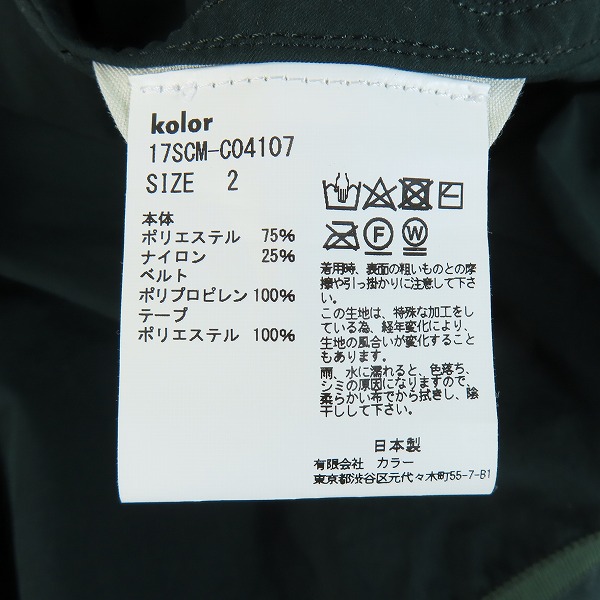 kolor
17SCM-C04107
SIZE 2
本体
ポリエステル 75%
ナイロン 25%
ベルト
ポリプロピレン 100%
テープ
ポリエステル 100%
F W
着用時、表面の粗いものとの摩
擦や引っ掛かりに注意して下さ
い。
この生地は、特殊な加工をし
ている為、経年変化により、
生地の風合いが変化すること
もあります。
雨、水に濡れると、色落ち、
シミの原因になりますので、
柔らかい布でから拭きし、陰
干しして下さい。
日本製
有限会社 カラー
東京都渋谷区元代々木町55-7-B1